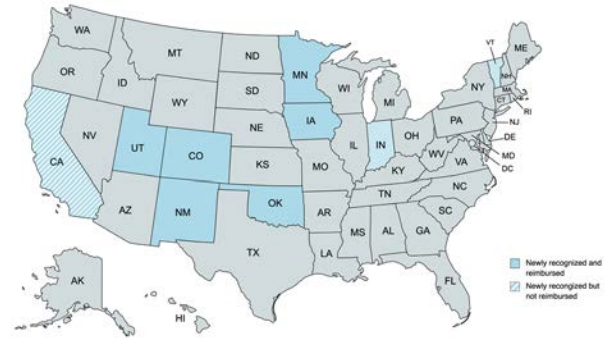 WA
MT
ND
MN
VT
ME
OR
ID
SD
WI
NY
NH
MA
CT
RI
WY
MI
PA
NJ
NV
NE
IA
IL
IN
OH
DE
MD
DC
CA
UT
CO
KS
MO
KY
WV
VA
TN
NC
AZ
NM
OK
AR
SC
MS
AL
GA
TX
LA
FL
AK
HI
Newly recognized and
reimbursed
Newly recongized but
not reimbursed